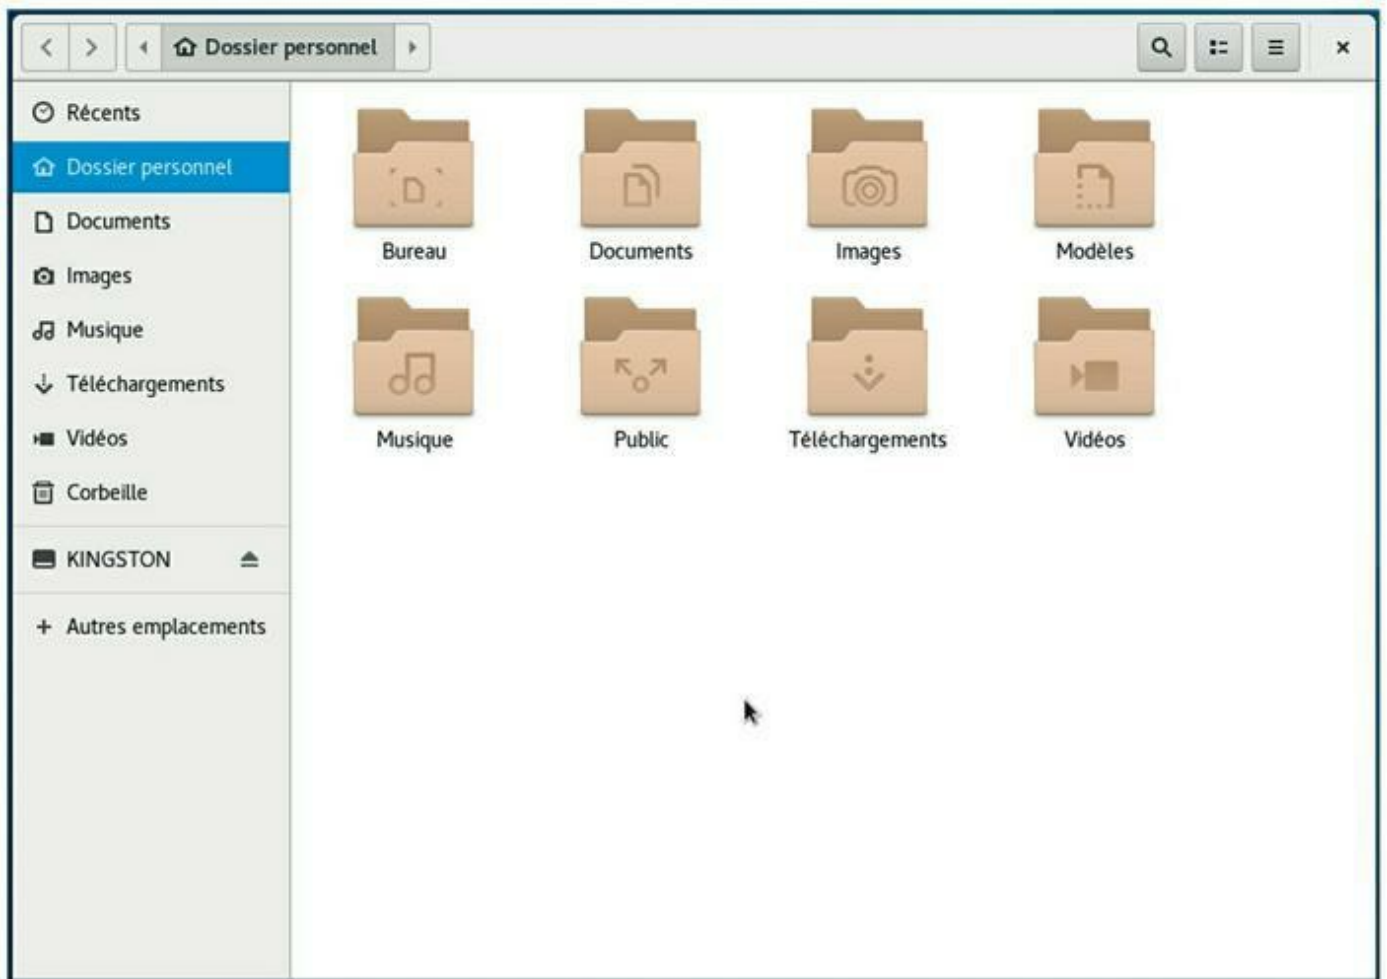 Dossier personnel
Récents
Dossier personnel
Documents
Images
Musique
Téléchargements
Vidéos
Corbeille
KINGSTON
Autres emplacements
Bureau
Documents
Images
Modèles
Musique
Public
Téléchargements
Vidéos